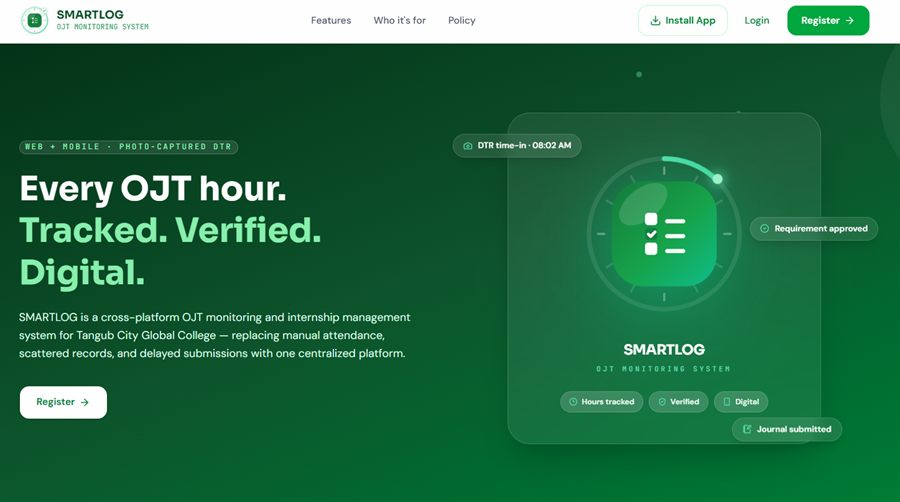 SMARTLOG
OJT MONITORING SYSTEM
Features
Who it's for
Policy
Install App
Login
Register →
WEB + MOBILE · PHOTO-CAPTURED DTR
Every OJT hour.
Tracked. Verified.
Digital.
SMARTLOG is a cross-platform OJT monitoring and internship management
system for Tangub City Global College — replacing manual attendance,
scattered records, and delayed submissions with one centralized platform.
Register →
DTR time-in · 08:02 AM
Requirement approved
SMARTLOG
OJT MONITORING SYSTEM
Hours tracked
Verified
Digital
Journal submitted